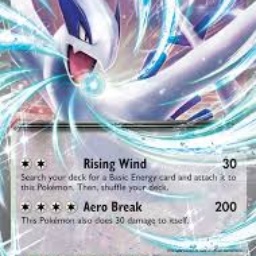 Rising Wind 30
Search your deck for a Basic Energy card and attach it to
this Pokémon. Then, shuffle your deck.
Aero Break 200
This Pokémon also does 30 damage to itself.